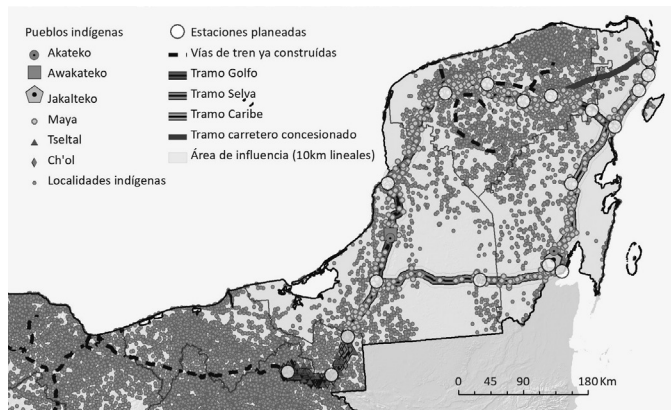 Pueblos indígenas
Akateko
Awakateko
Jakalteko
Maya
Tseltal
Ch'ol
Localidades indígenas
Estaciones planeadas
Vías de tren ya construídas
Tramo Golfo
Tramo Selva
Tramo Caribe
Tramo carretero concesionado
Área de influencia (10km lineales)
0 45 90 180 Km